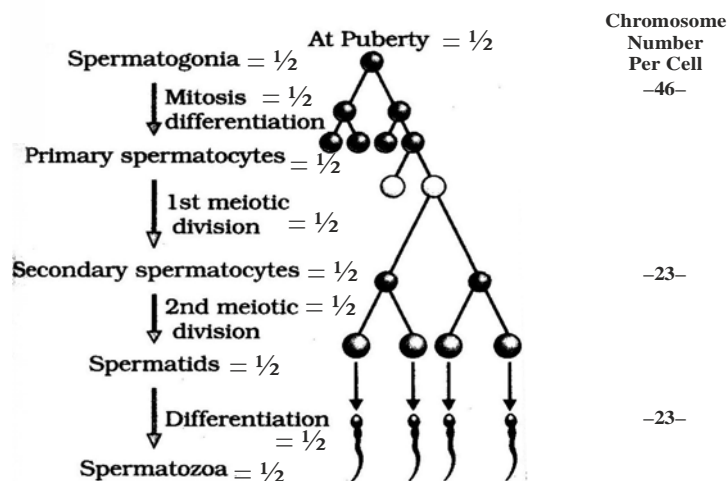 At Puberty = ½
Chromosome
Number
Per Cell
Spermatogonia = ½
–46–
Mitosis = ½
differentiation
Primary spermatocytes = ½
1st meiotic
division = ½
Secondary spermatocytes = ½
–23–
2nd meiotic = ½
division
Spermatids = ½
Differentiation
= ½
–23–
Spermatozoa = ½